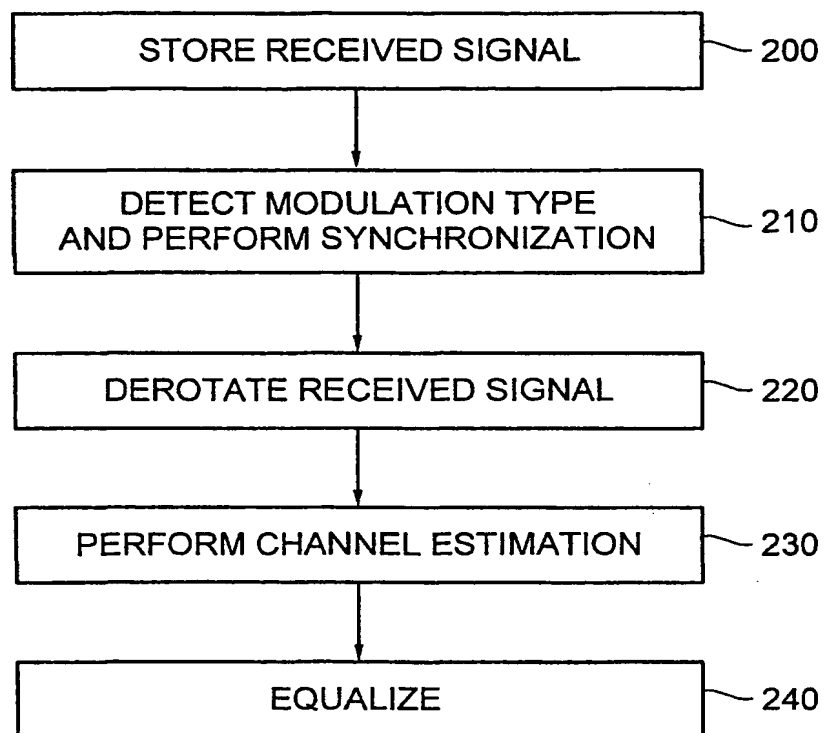 STORE RECEIVED SIGNAL
200
DETECT MODULATION TYPE
AND PERFORM SYNCHRONIZATION
210
DEROTATE RECEIVED SIGNAL
220
PERFORM CHANNEL ESTIMATION
230
EQUALIZE
240